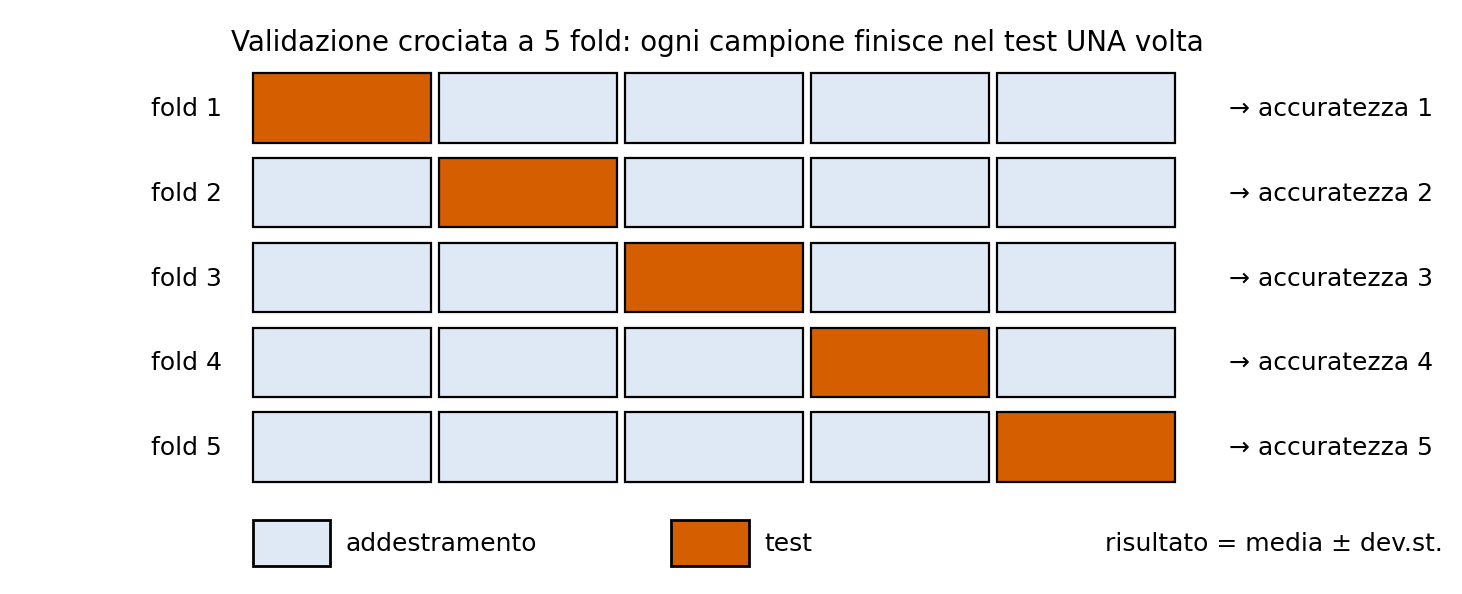 Validazione crociata a 5 fold: ogni campione finisce nel test UNA volta
fold 1 → accuratezza 1
fold 2 → accuratezza 2
fold 3 → accuratezza 3
fold 4 → accuratezza 4
fold 5 → accuratezza 5
addestramento test risultato = media ± dev.st.